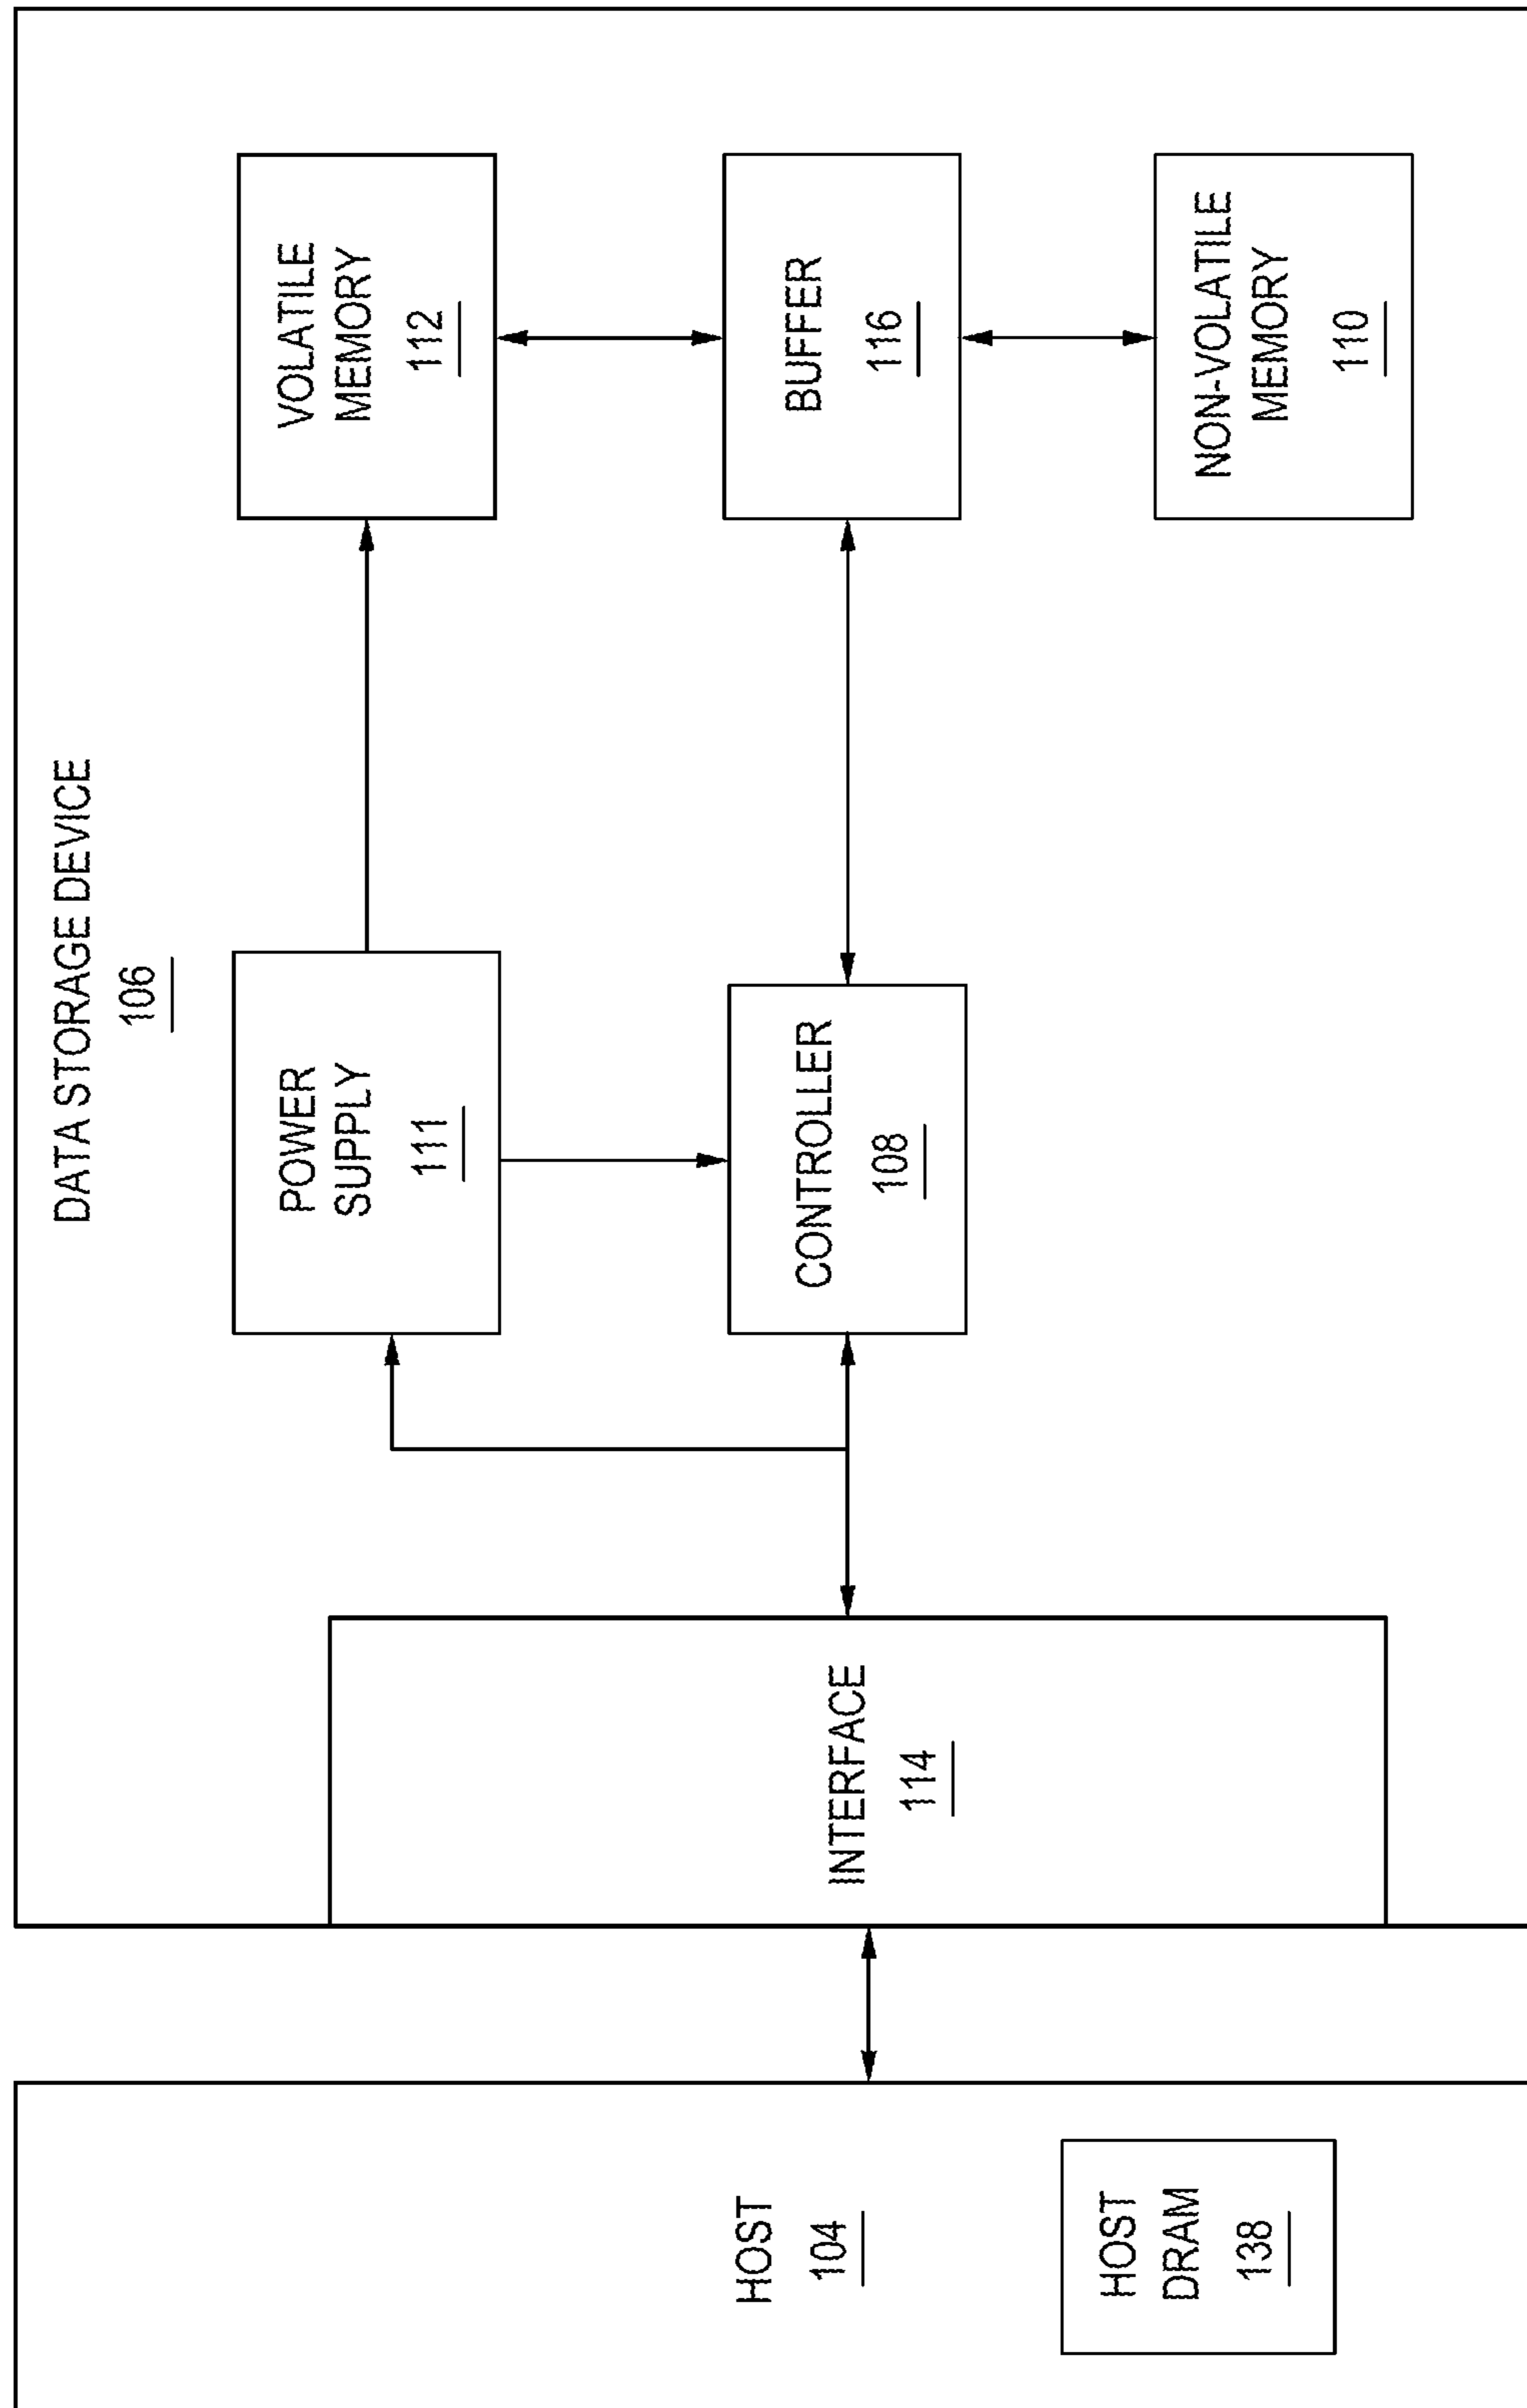 HOST
104
HOST
DRAM
138
DATA STORAGE DEVICE
106
INTERFACE
114
POWER
SUPPLY
111
CONTROLLER
108
VOLATILE
MEMORY
112
BUFFER
116
NON-VOLATILE
MEMORY
110